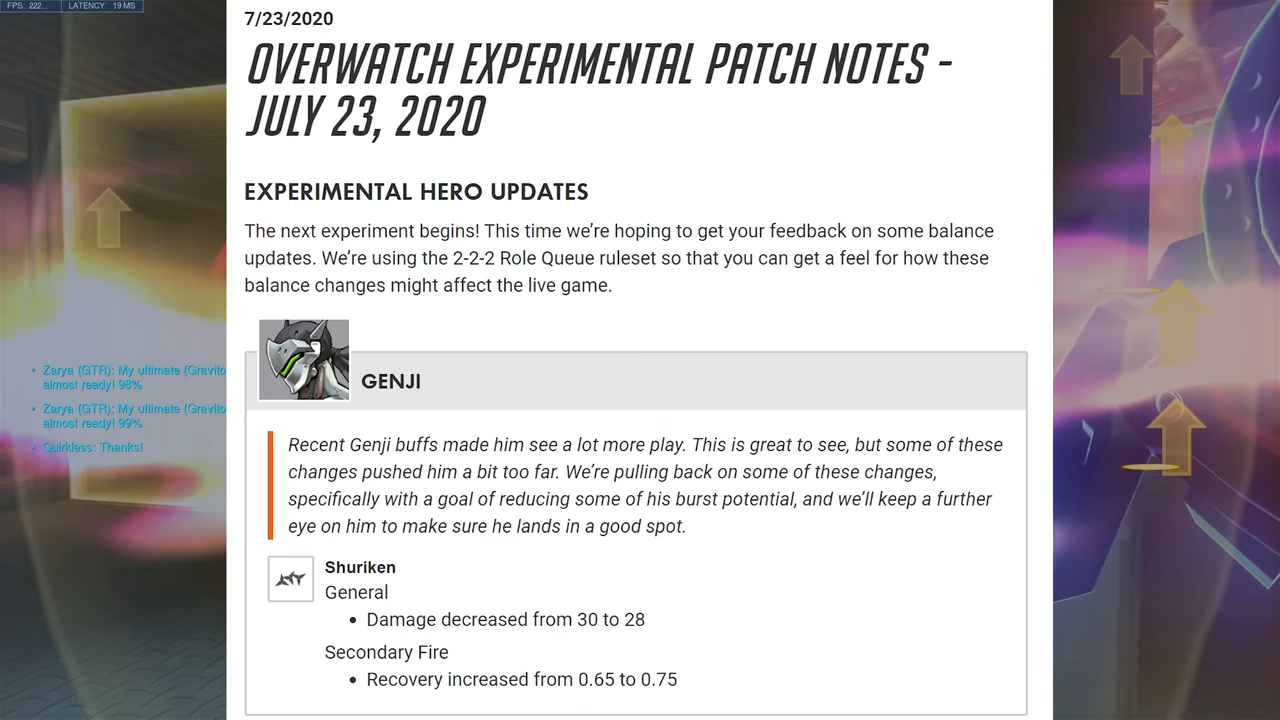 FPS: 222... LATENCY: 19 MS
7/23/2020
OVERWATCH EXPERIMENTAL PATCH NOTES -
JULY 23, 2020
EXPERIMENTAL HERO UPDATES
The next experiment begins! This time we’re hoping to get your feedback on some balance
updates. We’re using the 2-2-2 Role Queue ruleset so that you can get a feel for how these
balance changes might affect the live game.
GENJI
Zarya (GTR): My ultimate (Gravito
almost ready! 98%
Zarya (GTR): My ultimate (Gravito
almost ready! 99%
Quirkless: Thanks!
Recent Genji buffs made him see a lot more play. This is great to see, but some of these
changes pushed him a bit too far. We’re pulling back on some of these changes,
specifically with a goal of reducing some of his burst potential, and we’ll keep a further
eye on him to make sure he lands in a good spot.
Shuriken
General
• Damage decreased from 30 to 28
Secondary Fire
• Recovery increased from 0.65 to 0.75